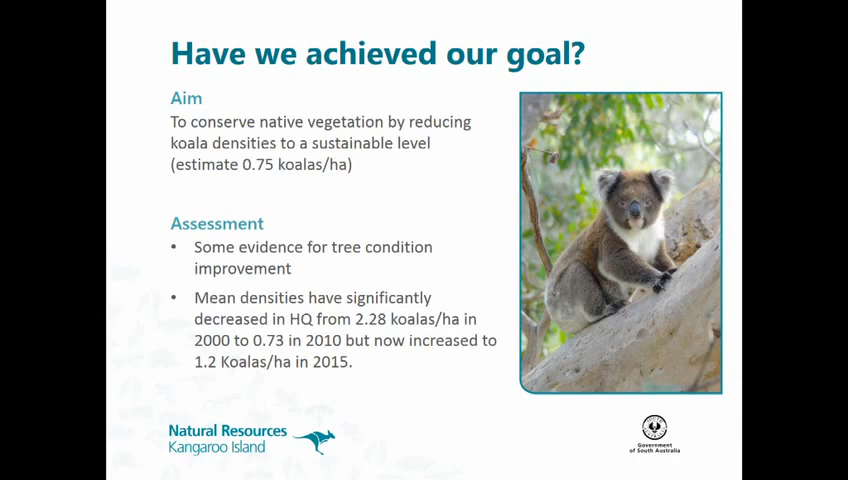 Have we achieved our goal?
Aim
To conserve native vegetation by reducing
koala densities to a sustainable level
(estimate 0.75 koalas/ha)
Assessment
• Some evidence for tree condition
improvement
• Mean densities have significantly
decreased in HQ from 2.28 koalas/ha in
2000 to 0.73 in 2010 but now increased to
1.2 Koalas/ha in 2015.
Natural Resources
Kangaroo Island
Government
of South Australia